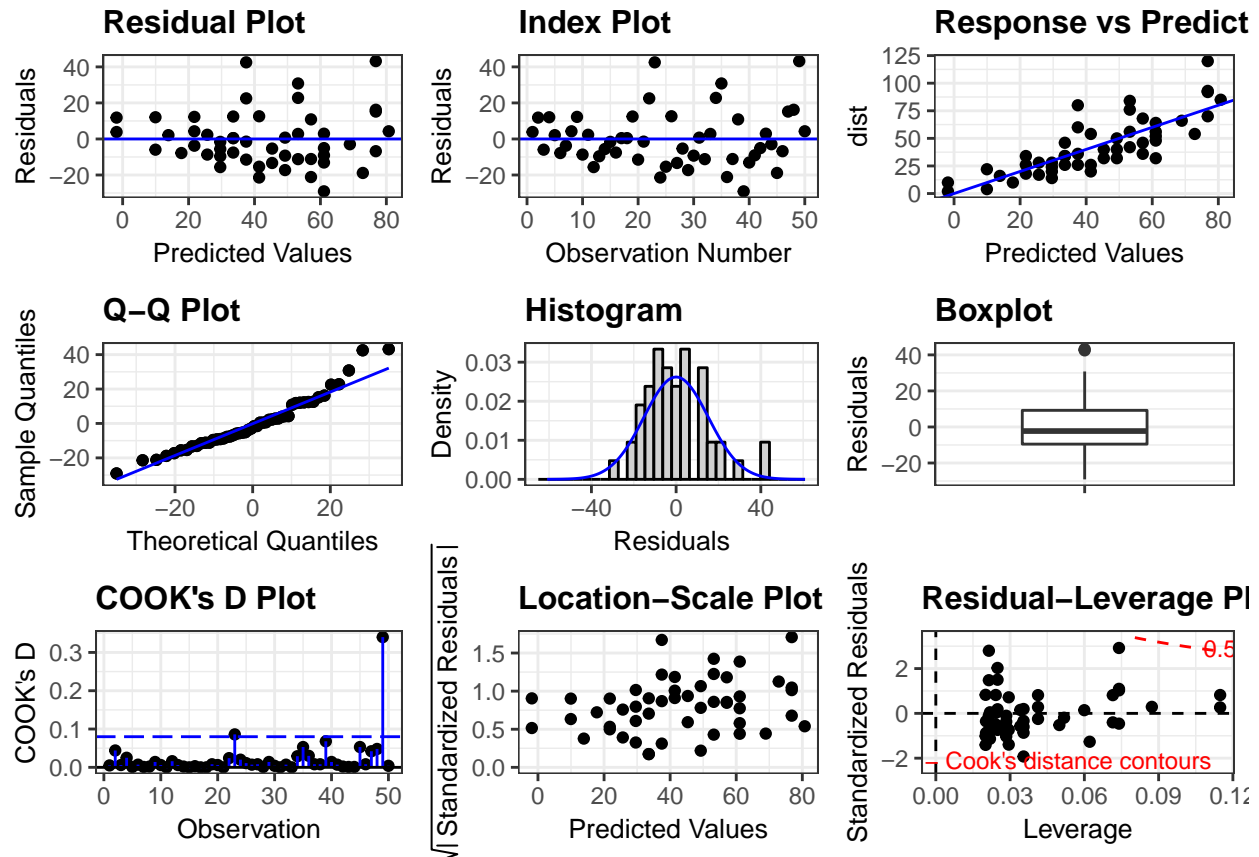 Residual Plot
Index Plot
Response vs Predict
Residuals
40
20
0
−20
0
20
40
60
80
Predicted Values
Residuals
40
20
0
−20
0
10
20
30
40
50
Observation Number
dist
125
100
75
50
25
0
0
20
40
60
80
Predicted Values
Q−Q Plot
Histogram
Boxplot
Sample Quantiles
40
20
0
−20
−20
0
20
Theoretical Quantiles
Density
0.03
0.02
0.01
0.00
−40
0
40
Residuals
Residuals
40
20
0
−20
COOK's D Plot
Location−Scale Plot
Residual−Leverage Pl
COOK's D
0.3
0.2
0.1
0.0
0
10
20
30
40
50
Observation
√| Standardized Residuals |
1.5
1.0
0.5
0.0
0
20
40
60
80
Predicted Values
Standardized Residuals
2
0
−2
0.5
− Cook's distance contours
0.00
0.03
0.06
0.09
0.12
Leverage